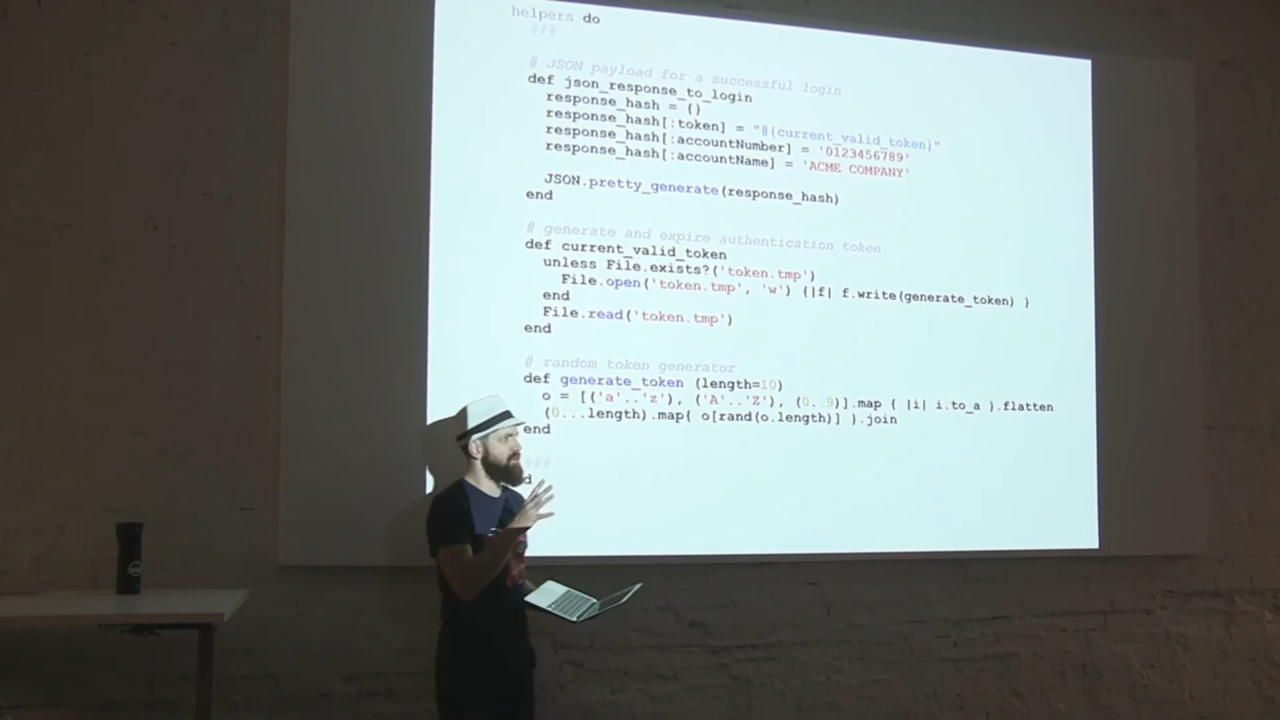 helpers do
###
# JSON payload for a successful login
def json_response_to_login
response_hash = {}
response_hash[:token] = "#{current_valid_token}"
response_hash[:accountNumber] = '0123456789'
response_hash[:accountName] = 'ACME COMPANY'
JSON.pretty_generate(response_hash)
end
# generate and expire authentication token
def current_valid_token
unless File.exists?('token.tmp')
File.open('token.tmp', 'w') {|f| f.write(generate_token) }
end
File.read('token.tmp')
end
# random token generator
def generate_token (length=10)
o = [('a'..'z'), ('A'..'Z'), (0..9)].map { |i| i.to_a }.flatten
(0...length).map{ o[rand(o.length)] }.join
end
###
d